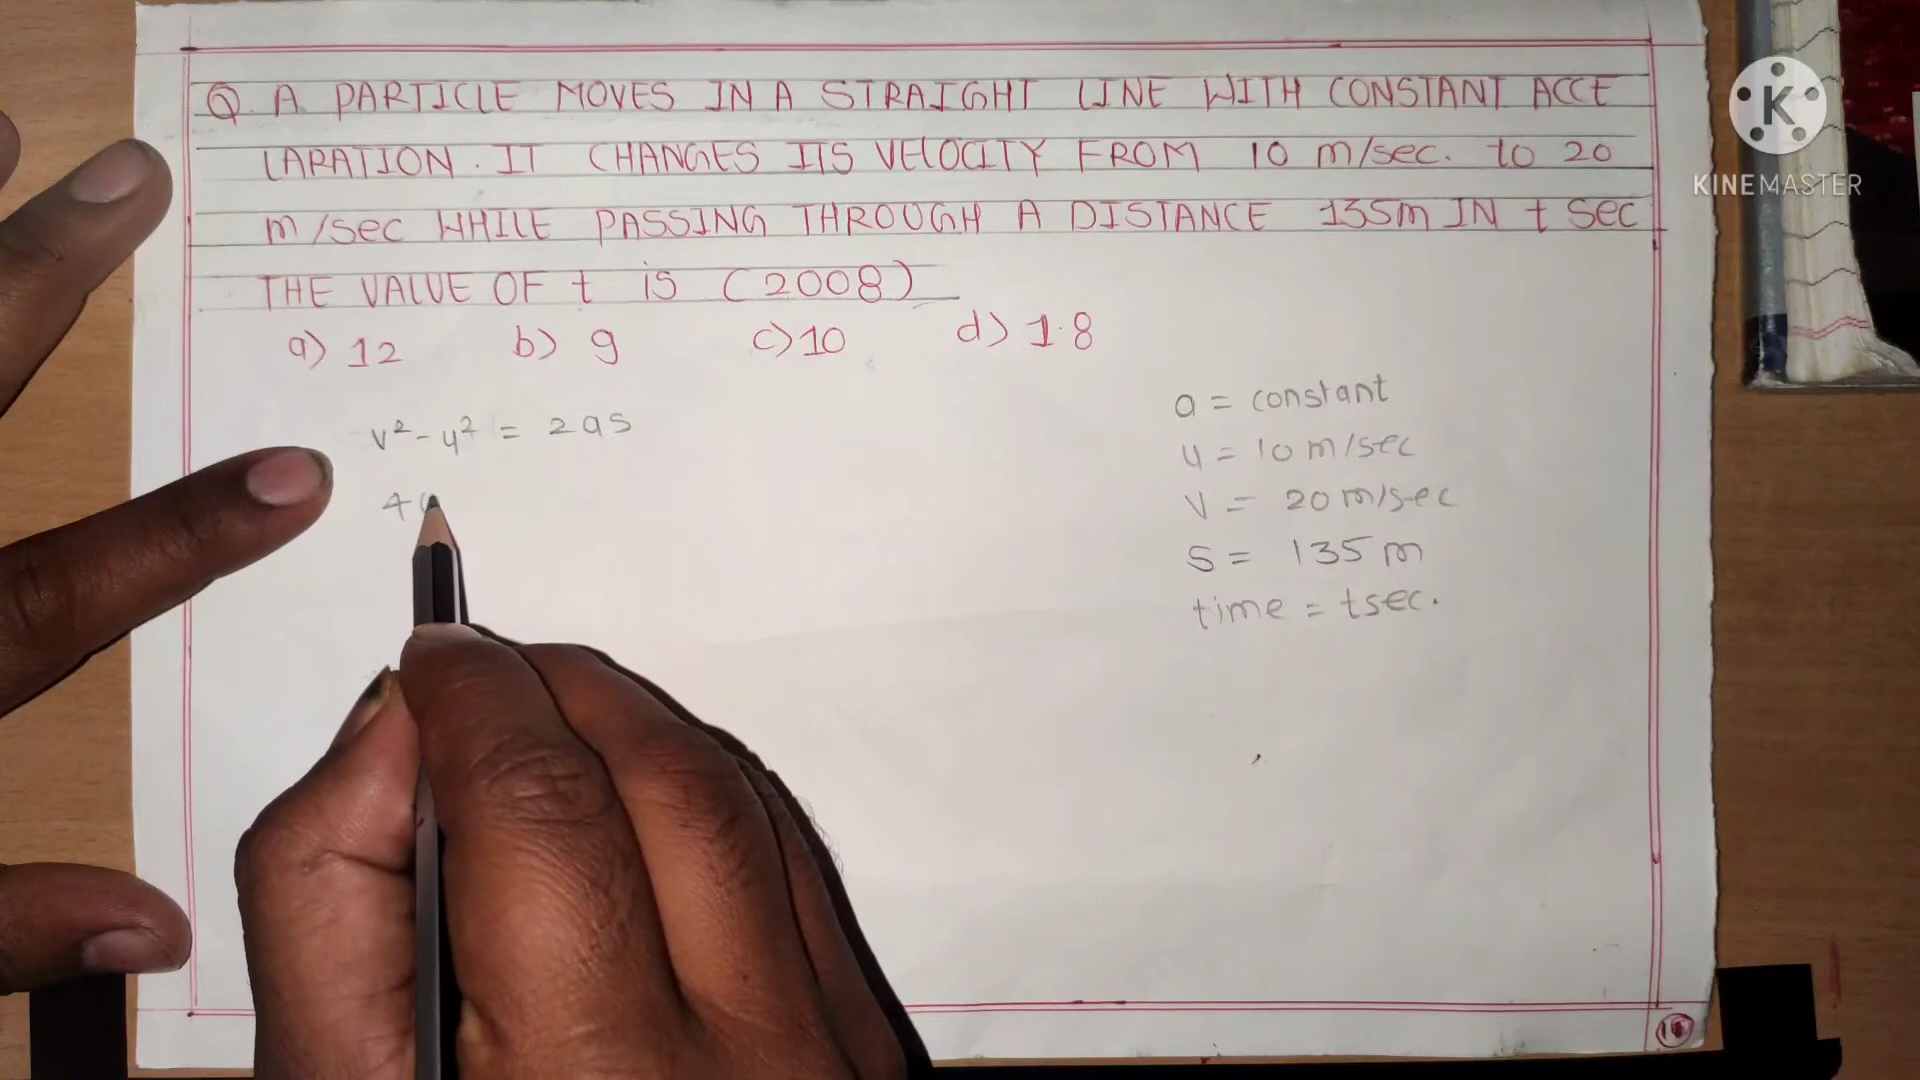 Q. A PARTICLE MOVES IN A STRAIGHT LINE WITH CONSTANT ACCE
LARATION. IT CHANGES ITS VELOCITY FROM 10 m/sec. to 20
m/sec WHILE PASSING THROUGH A DISTANCE 135m IN t sec
THE VALUE OF t is (2008)
a) 12 b) 9 c) 10 d) 1.8
v² - u² = 2as
40
a = constant
u = 10 m/sec
v = 20 m/sec
s = 135 m
time = tsec.
K
KINEMASTER